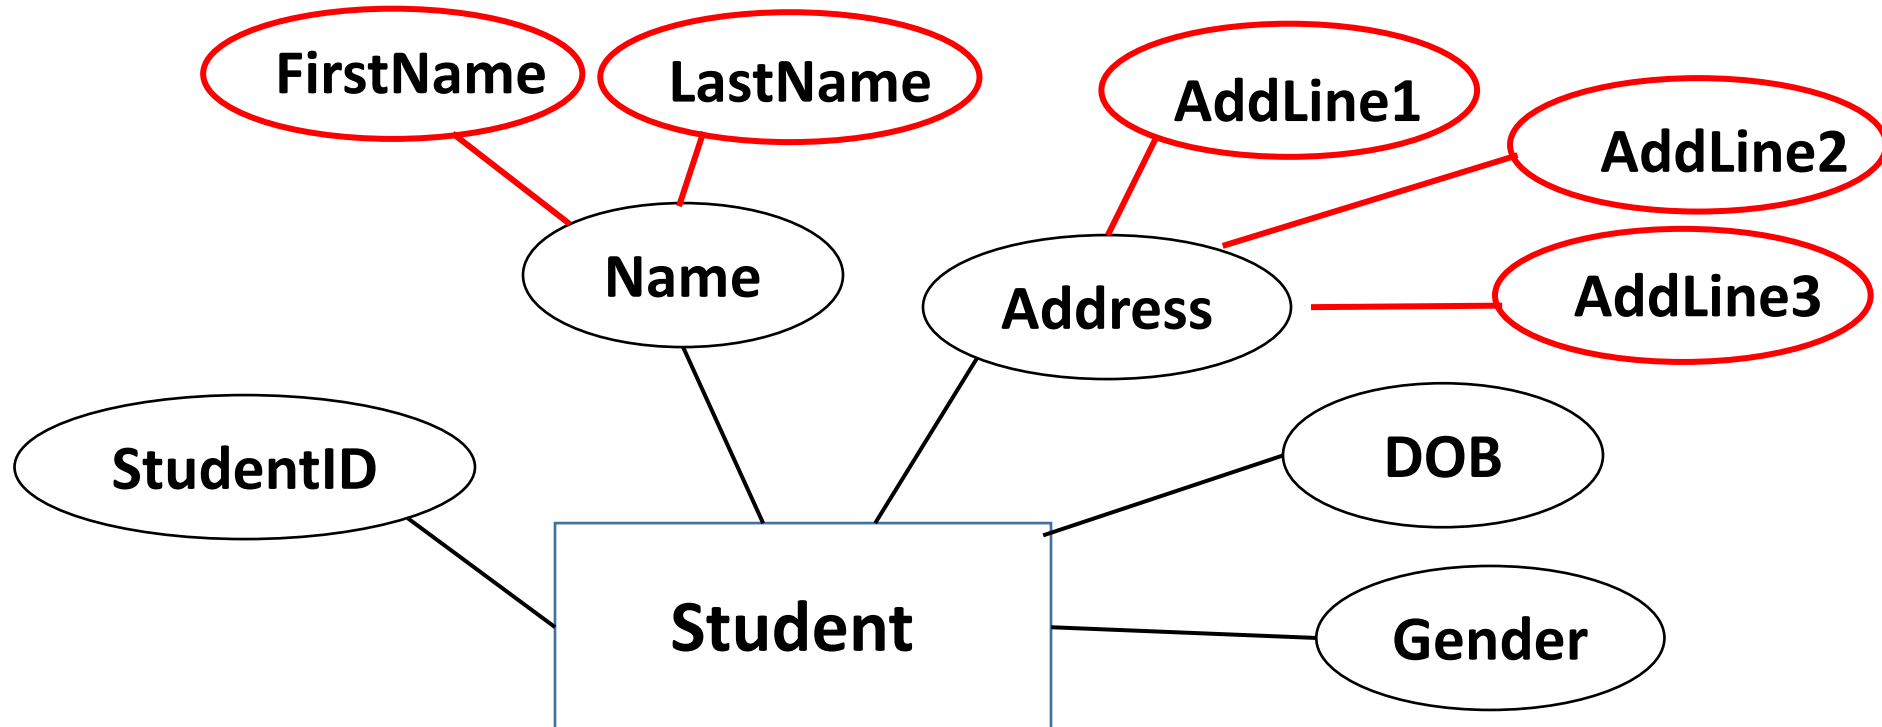 FirstName
LastName
AddLine1
AddLine2
Name
Address
AddLine3
StudentID
DOB
Student
Gender